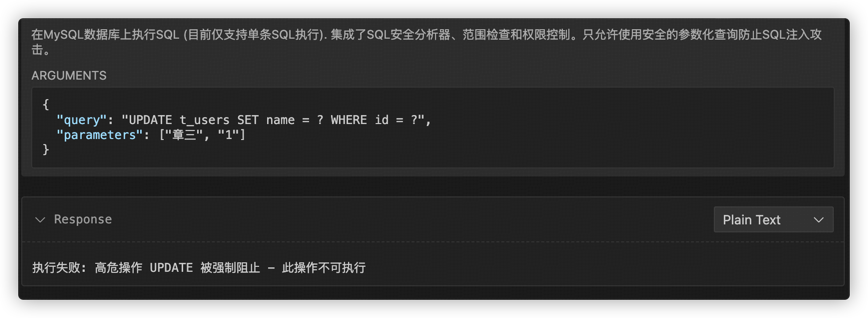 在MySQL数据库上执行SQL (目前仅支持单条SQL执行). 集成了SQL安全分析器、范围检查和权限控制。只允许使用安全的参数化查询防止SQL注入攻
击。
ARGUMENTS
{
"query": "UPDATE t_users SET name = ? WHERE id = ?",
"parameters": ["章三", "1"]
}
Response
Plain Text
执行失败: 高危操作 UPDATE 被强制阻止 - 此操作不可执行